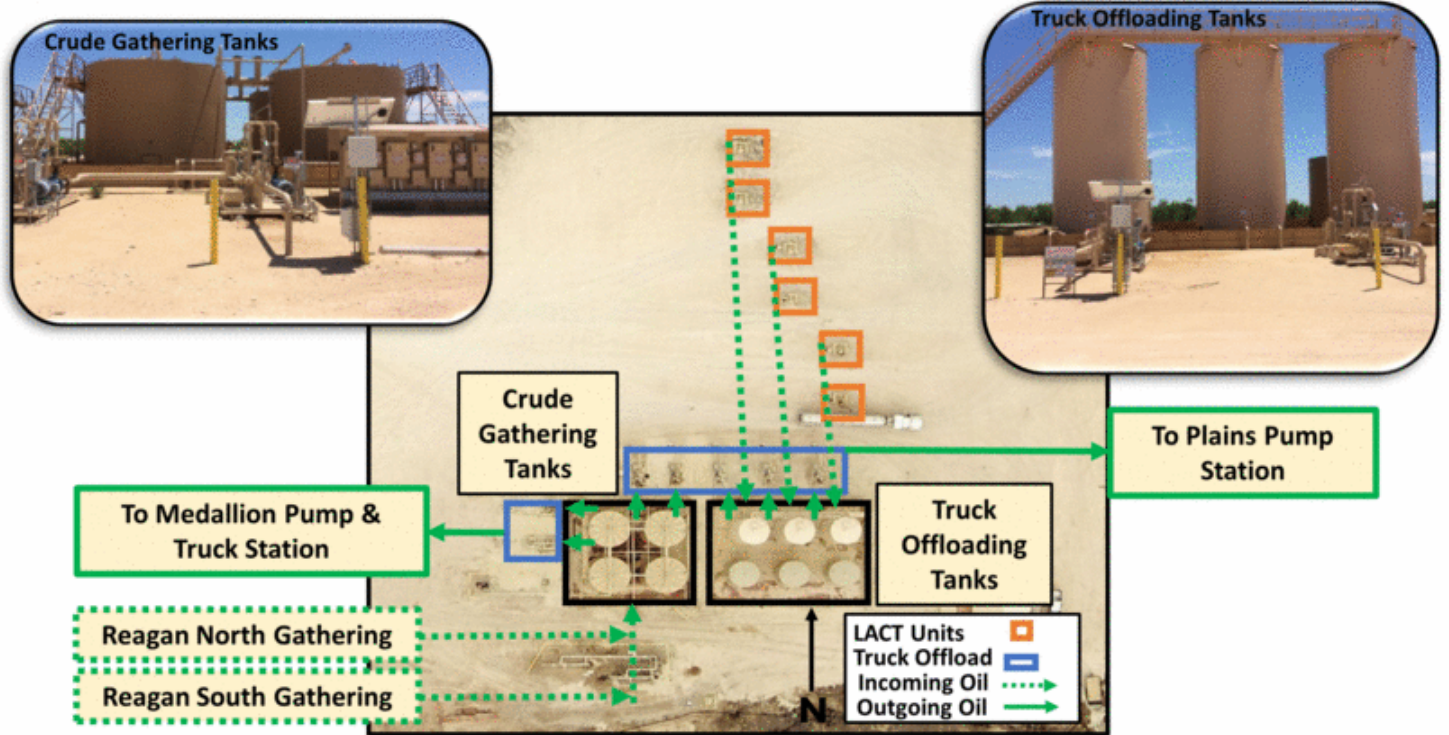 Crude Gathering Tanks
Truck Offloading Tanks
Crude
Gathering
Tanks
To Plains Pump
Station
To Medallion Pump &
Truck Station
Truck
Offloading
Tanks
Reagan North Gathering
Reagan South Gathering
LACT Units
Truck Offload
Incoming Oil
Outgoing Oil
N